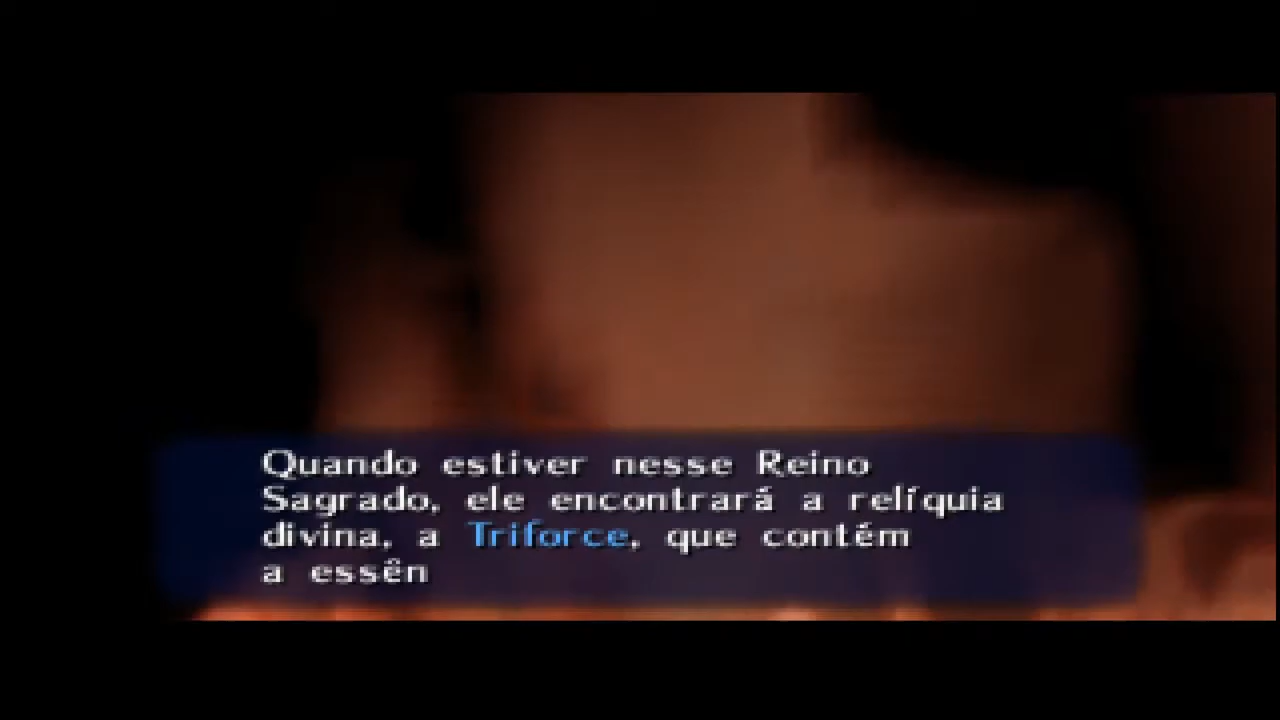 Quando estiver nesse Reino
Sagrado, ele encontrará a relíquia
divina, a Triforce, que contém
a essên